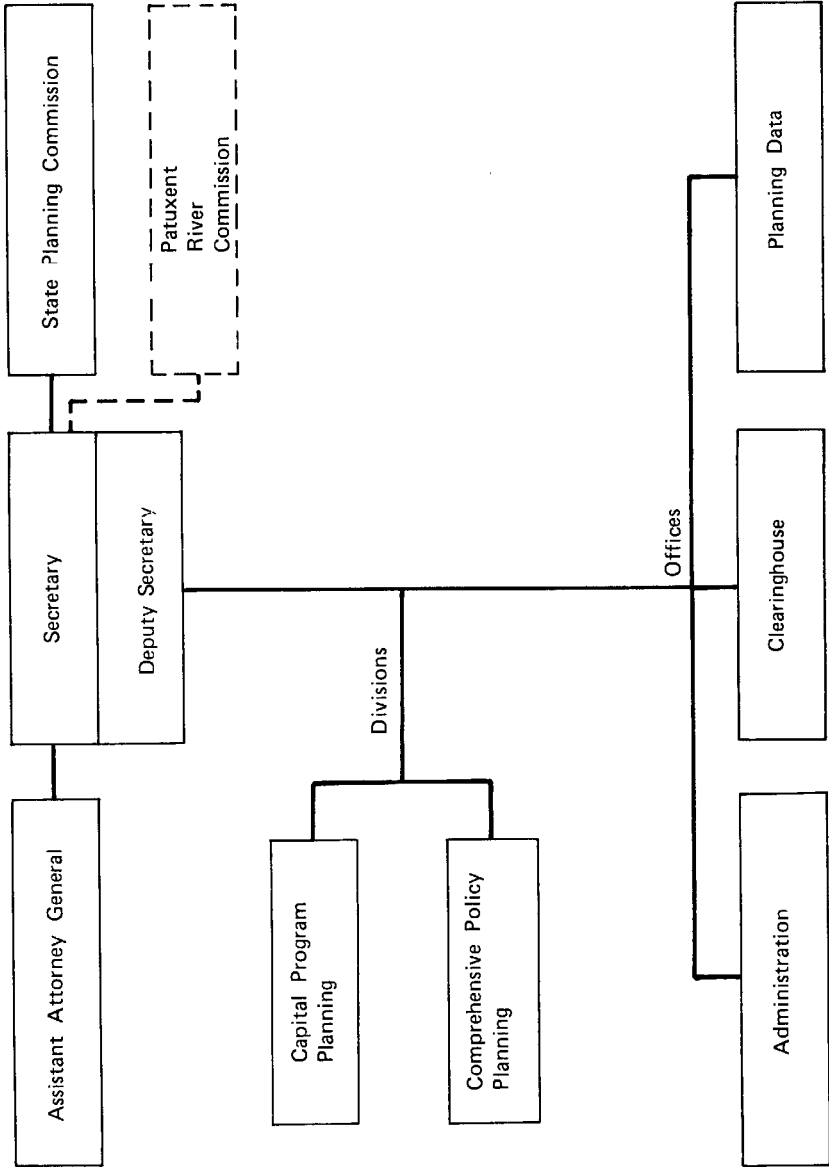 Assistant Attorney General
Secretary
Deputy Secretary
State Planning Commission
Patuxent
River
Commission
Divisions
Capital Program
Planning
Comprehensive Policy
Planning
Offices
Administration
Clearinghouse
Planning Data